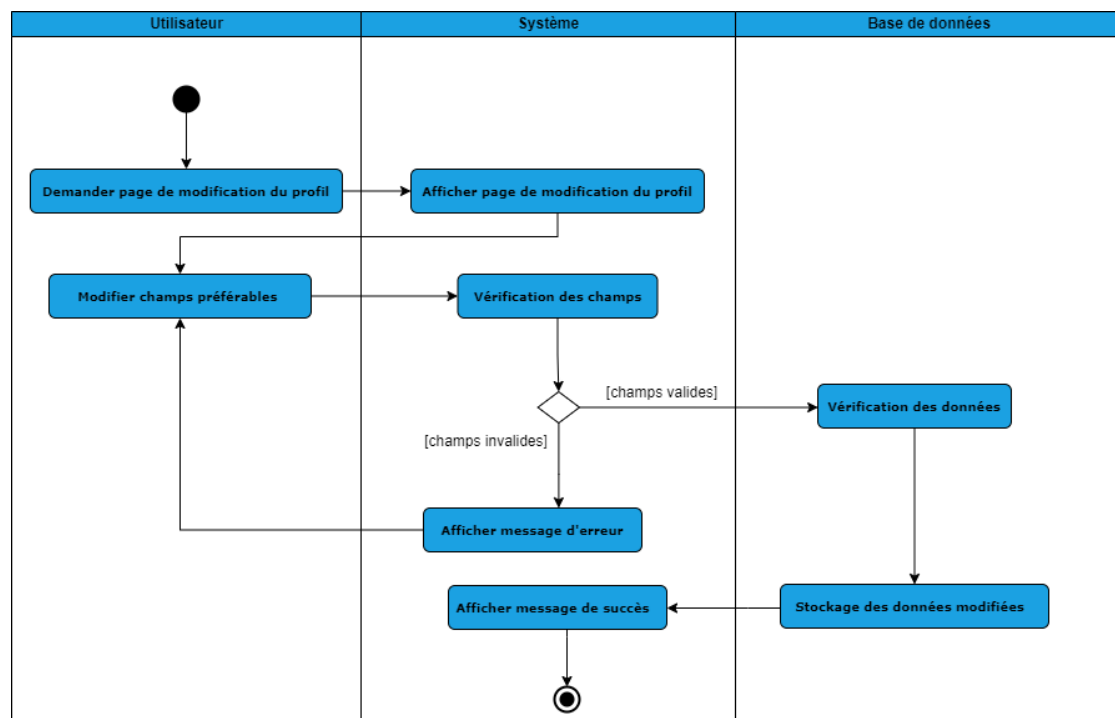 Utilisateur
Système
Base de données
Demander page de modification du profil
Afficher page de modification du profil
Modifier champs préférables
Vérification des champs
[champs valides]
Vérification des données
[champs invalides]
Afficher message d'erreur
Afficher message de succès
Stockage des données modifiées